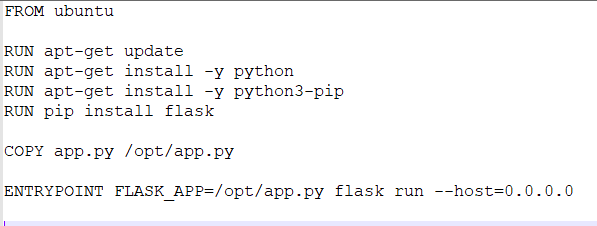 FROM ubuntu
RUN apt-get update
RUN apt-get install -y python
RUN apt-get install -y python3-pip
RUN pip install flask
COPY app.py /opt/app.py
ENTRYPOINT FLASK_APP=/opt/app.py flask run --host=0.0.0.0